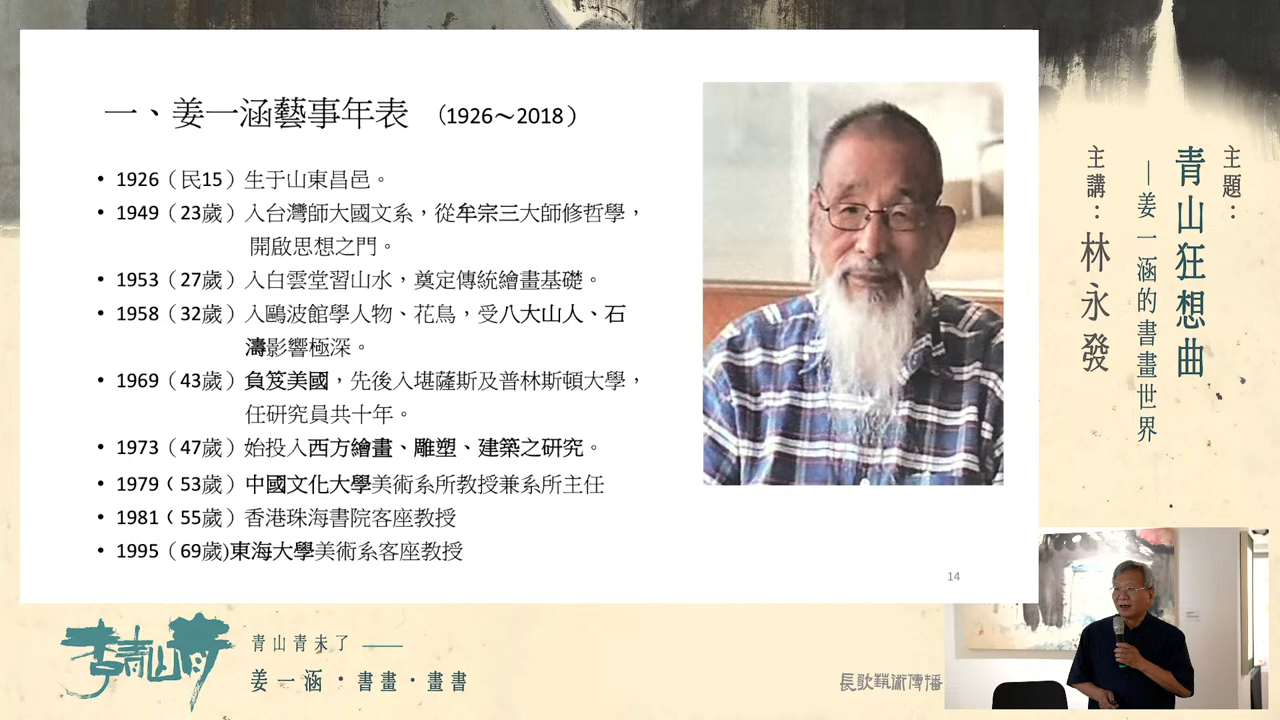 一、姜一涵藝事年表 （1926～2018）
• 1926（民15）生于山東昌邑。
• 1949（23歲）入台灣師大國文系，從牟宗三大師修哲學，
開啟思想之門。
• 1953（27歲）入白雲堂習山水，奠定傳統繪畫基礎。
• 1958（32歲）入鷗波館學人物、花鳥，受八大山人、石
濤影響極深。
• 1969（43歲）負笈美國，先後入堪薩斯及普林斯頓大學，
任研究員共十年。
• 1973（47歲）始投入西方繪畫、雕塑、建築之研究。
• 1979（53歲）中國文化大學美術系所教授兼系所主任
• 1981（55歲）香港珠海書院客座教授
• 1995（69歲)東海大學美術系客座教授
14
主題：
青山狂想曲
—姜一涵的書畫世界
主講：林永發
青山青未了 —
姜一涵・書畫・畫書
長歌藝術傳播